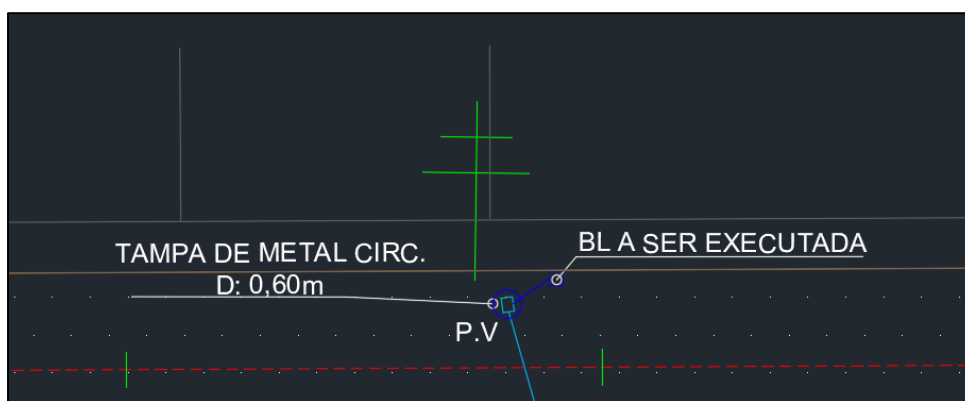 TAMPA DE METAL CIRC.
D: 0,60m
BL A SER EXECUTADA
P.V